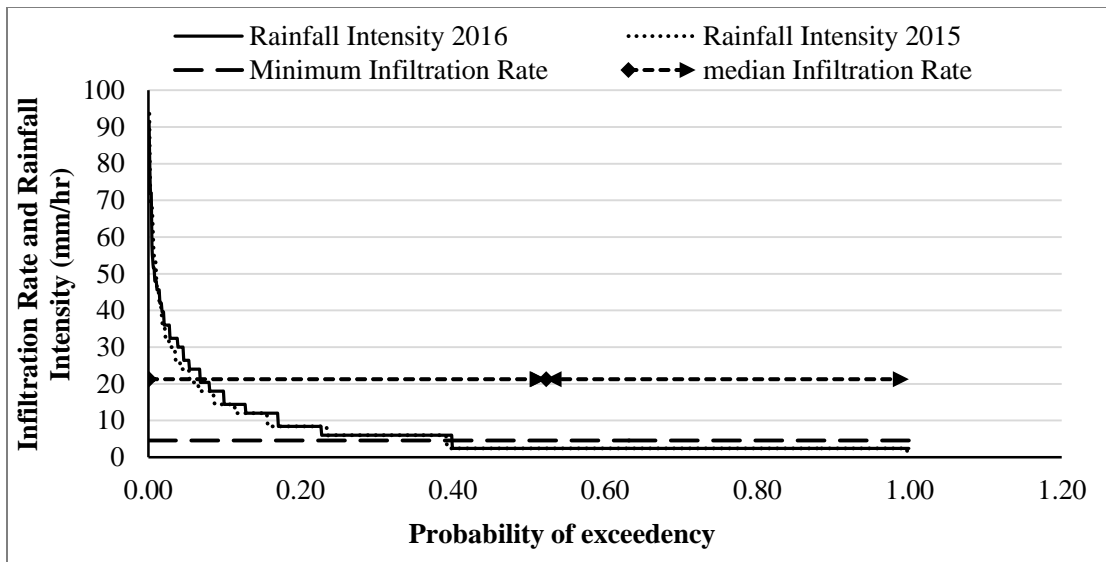 Rainfall Intensity 2016
Rainfall Intensity 2015
Minimum Infiltration Rate
median Infiltration Rate
Infiltration Rate and Rainfall
Intensity (mm/hr)
100
90
80
70
60
50
40
30
20
10
0
0.00
0.20
0.40
0.60
0.80
1.00
1.20
Probability of exceedency